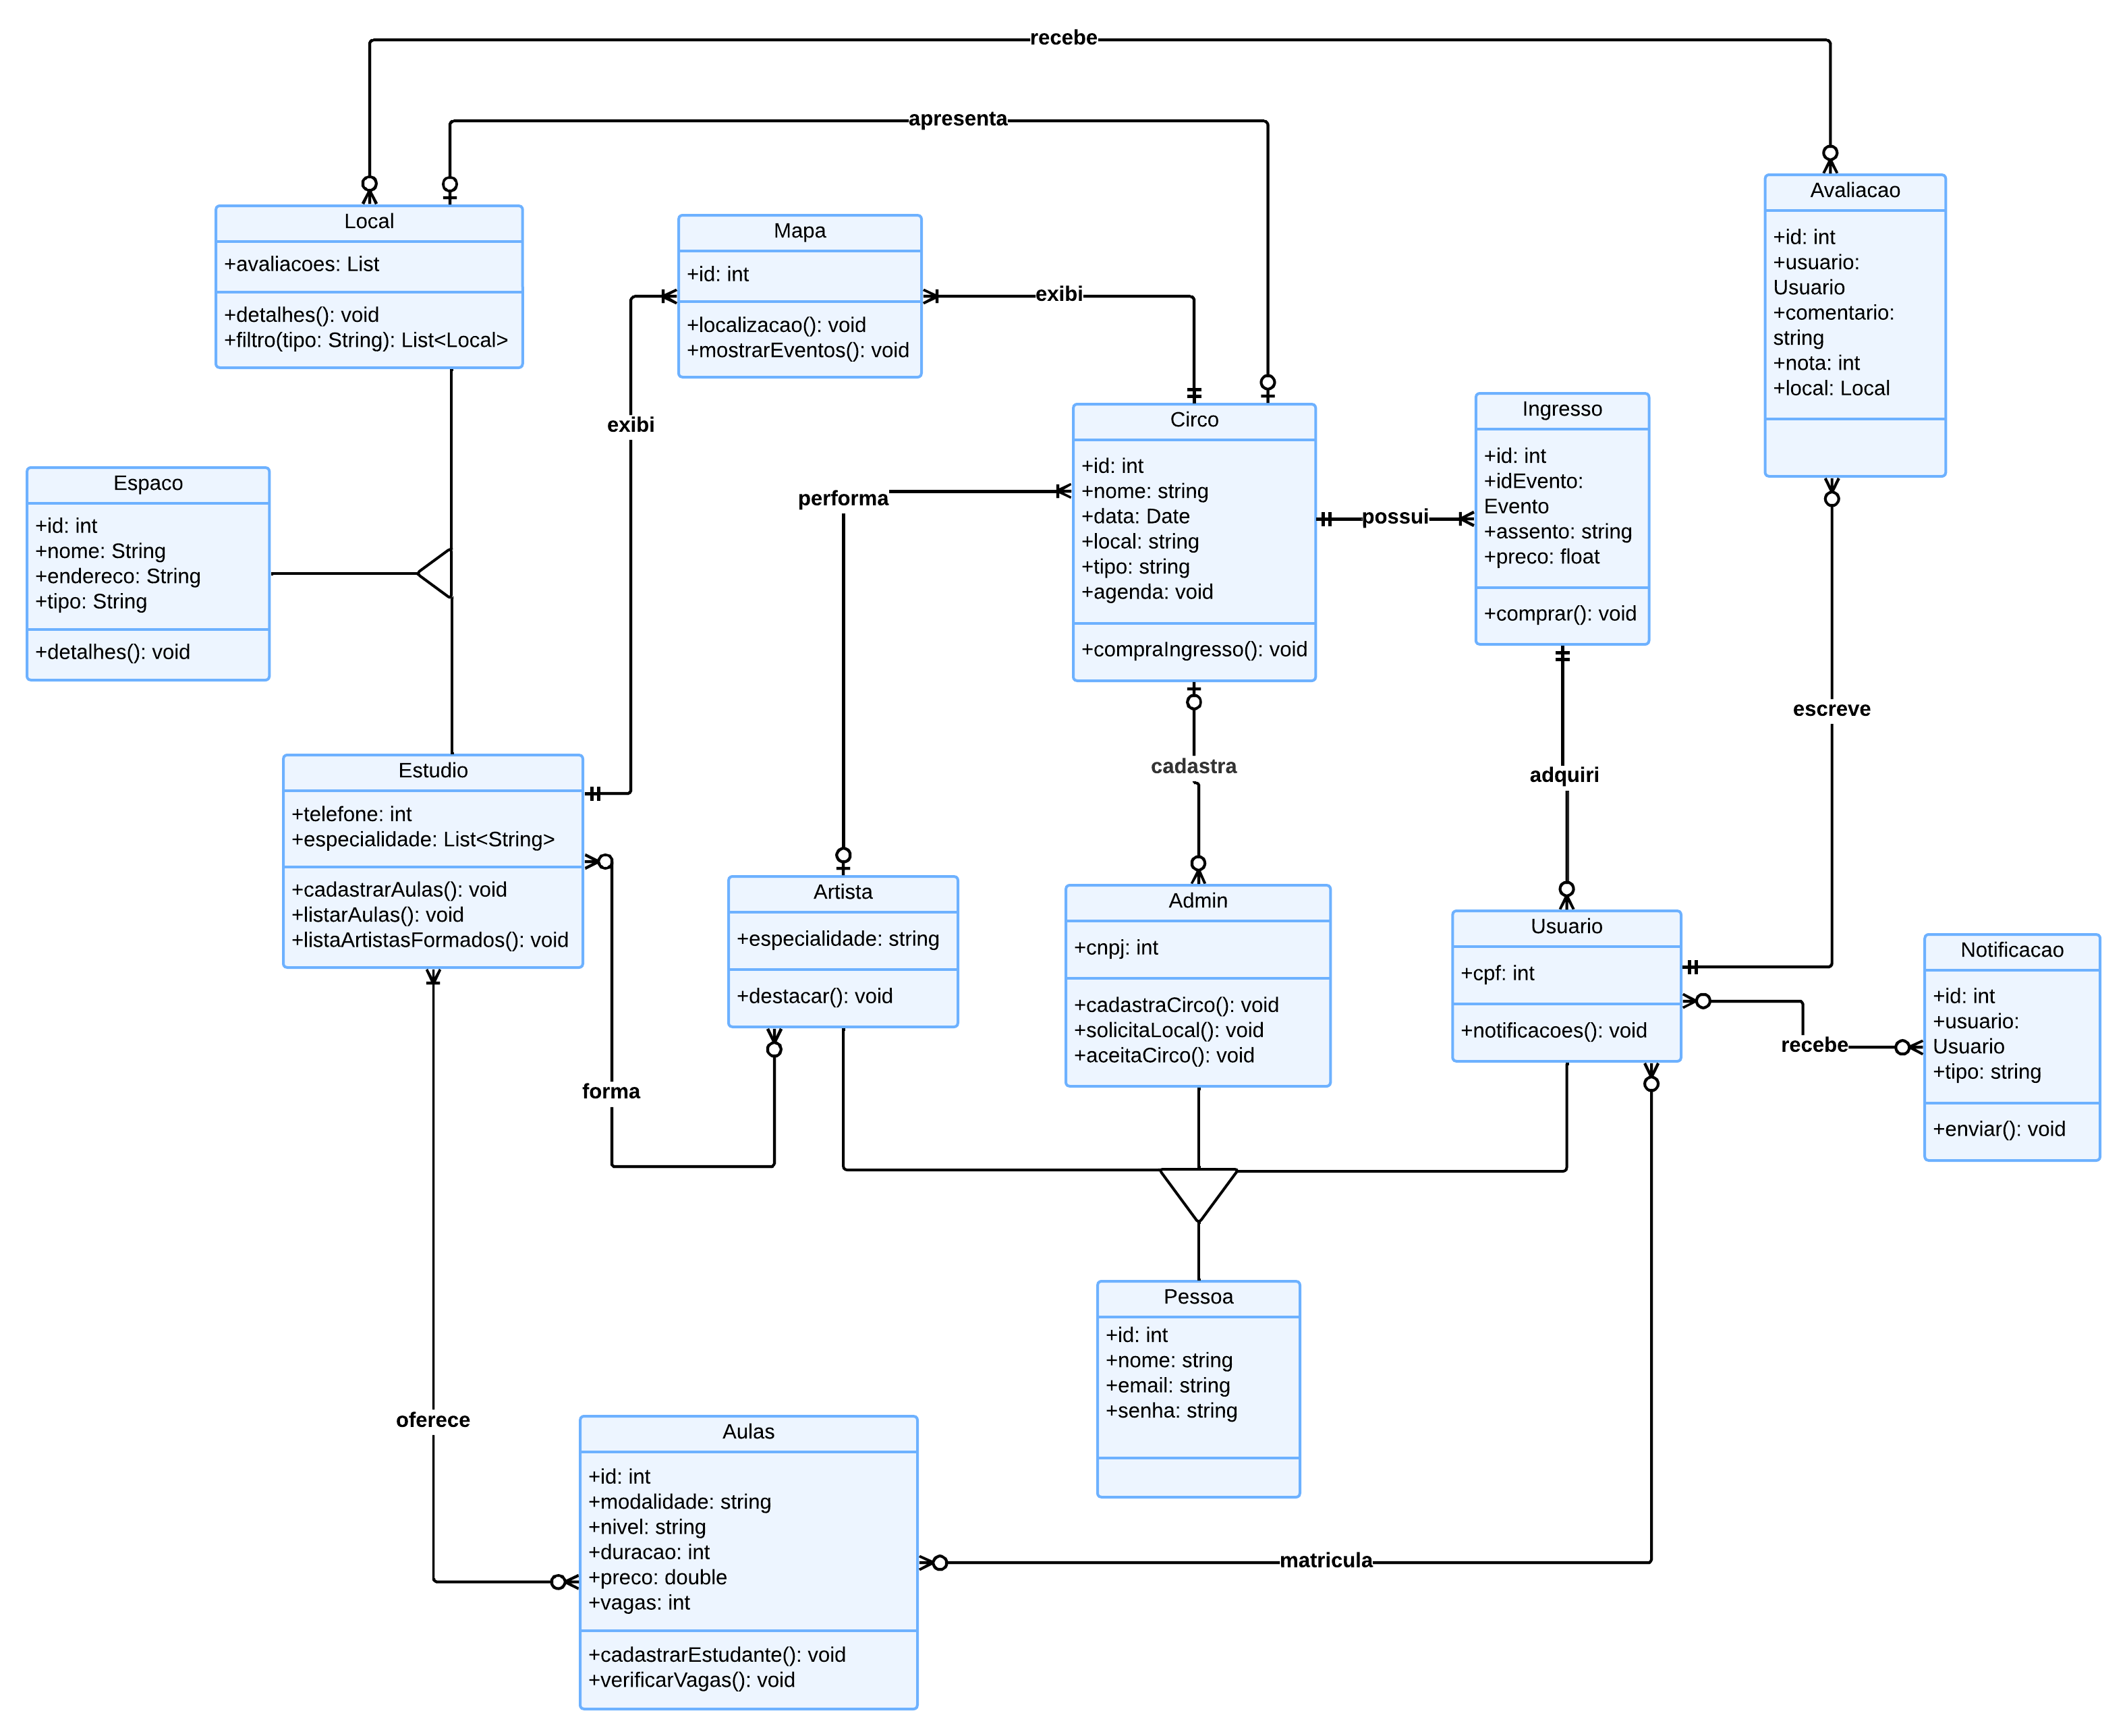 recebe
apresenta
Local
+avaliacoes: List
+detalhes(): void
+filtro(tipo: String): List<Local>
Mapa
+id: int
+localizacao(): void
+mostrarEventos(): void
exibi
exibi
Avaliacao
+id: int
+usuario:
Usuario
+comentario:
string
+nota: int
+local: Local
Circo
+id: int
+nome: string
+data: Date
+local: string
+tipo: string
+agenda: void
+compraIngresso(): void
Ingresso
+id: int
+idEvento:
Evento
+assento: string
+preco: float
+comprar(): void
possui
performa
Espaco
+id: int
+nome: String
+endereco: String
+tipo: String
+detalhes(): void
escreve
cadastra
adquiri
Estudio
+telefone: int
+especialidade: List<String>
+cadastrarAulas(): void
+listarAulas(): void
+listaArtistasFormados(): void
Artista
+especialidade: string
+destacar(): void
Admin
+cnpj: int
+cadastraCirco(): void
+solicitaLocal(): void
+aceitaCirco(): void
Usuario
+cpf: int
+notificacoes(): void
Notificacao
+id: int
+usuario:
Usuario
+tipo: string
+enviar(): void
recebe
forma
Pessoa
+id: int
+nome: string
+email: string
+senha: string
oferece
Aulas
+id: int
+modalidade: string
+nivel: string
+duracao: int
+preco: double
+vagas: int
+cadastrarEstudante(): void
+verificarVagas(): void
matricula